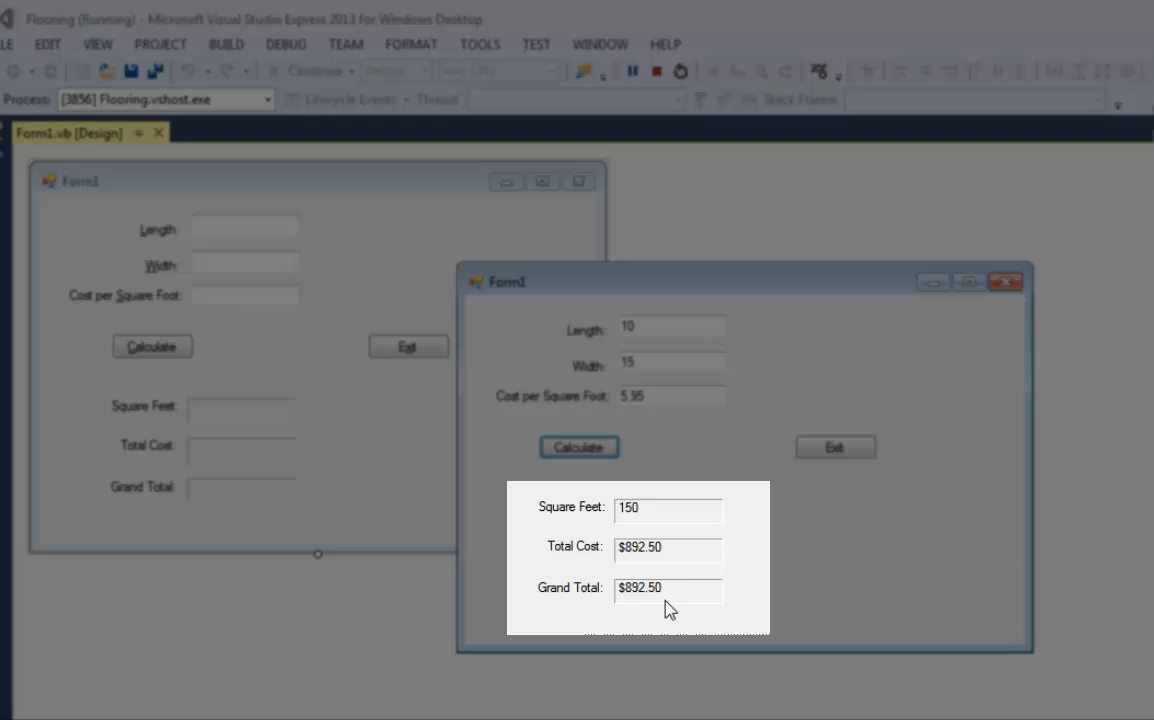 Flooring (Running) - Microsoft Visual Studio Express 2013 for Windows Desktop
LE EDIT VIEW PROJECT BUILD DEBUG TEAM FORMAT TOOLS TEST WINDOW HELP
Continue
Process: [3856] Flooring.vshost.exe Lifecycle Events Thread: Stack Frame:
Form1.vb [Design]
Form1
Length:
Width:
Cost per Square Foot:
Calculate Exit
Square Feet:
Total Cost:
Grand Total:
Form1
Length: 10
Width: 15
Cost per Square Foot: 5.95
Calculate Exit
Square Feet: 150
Total Cost: $892.50
Grand Total: $892.50